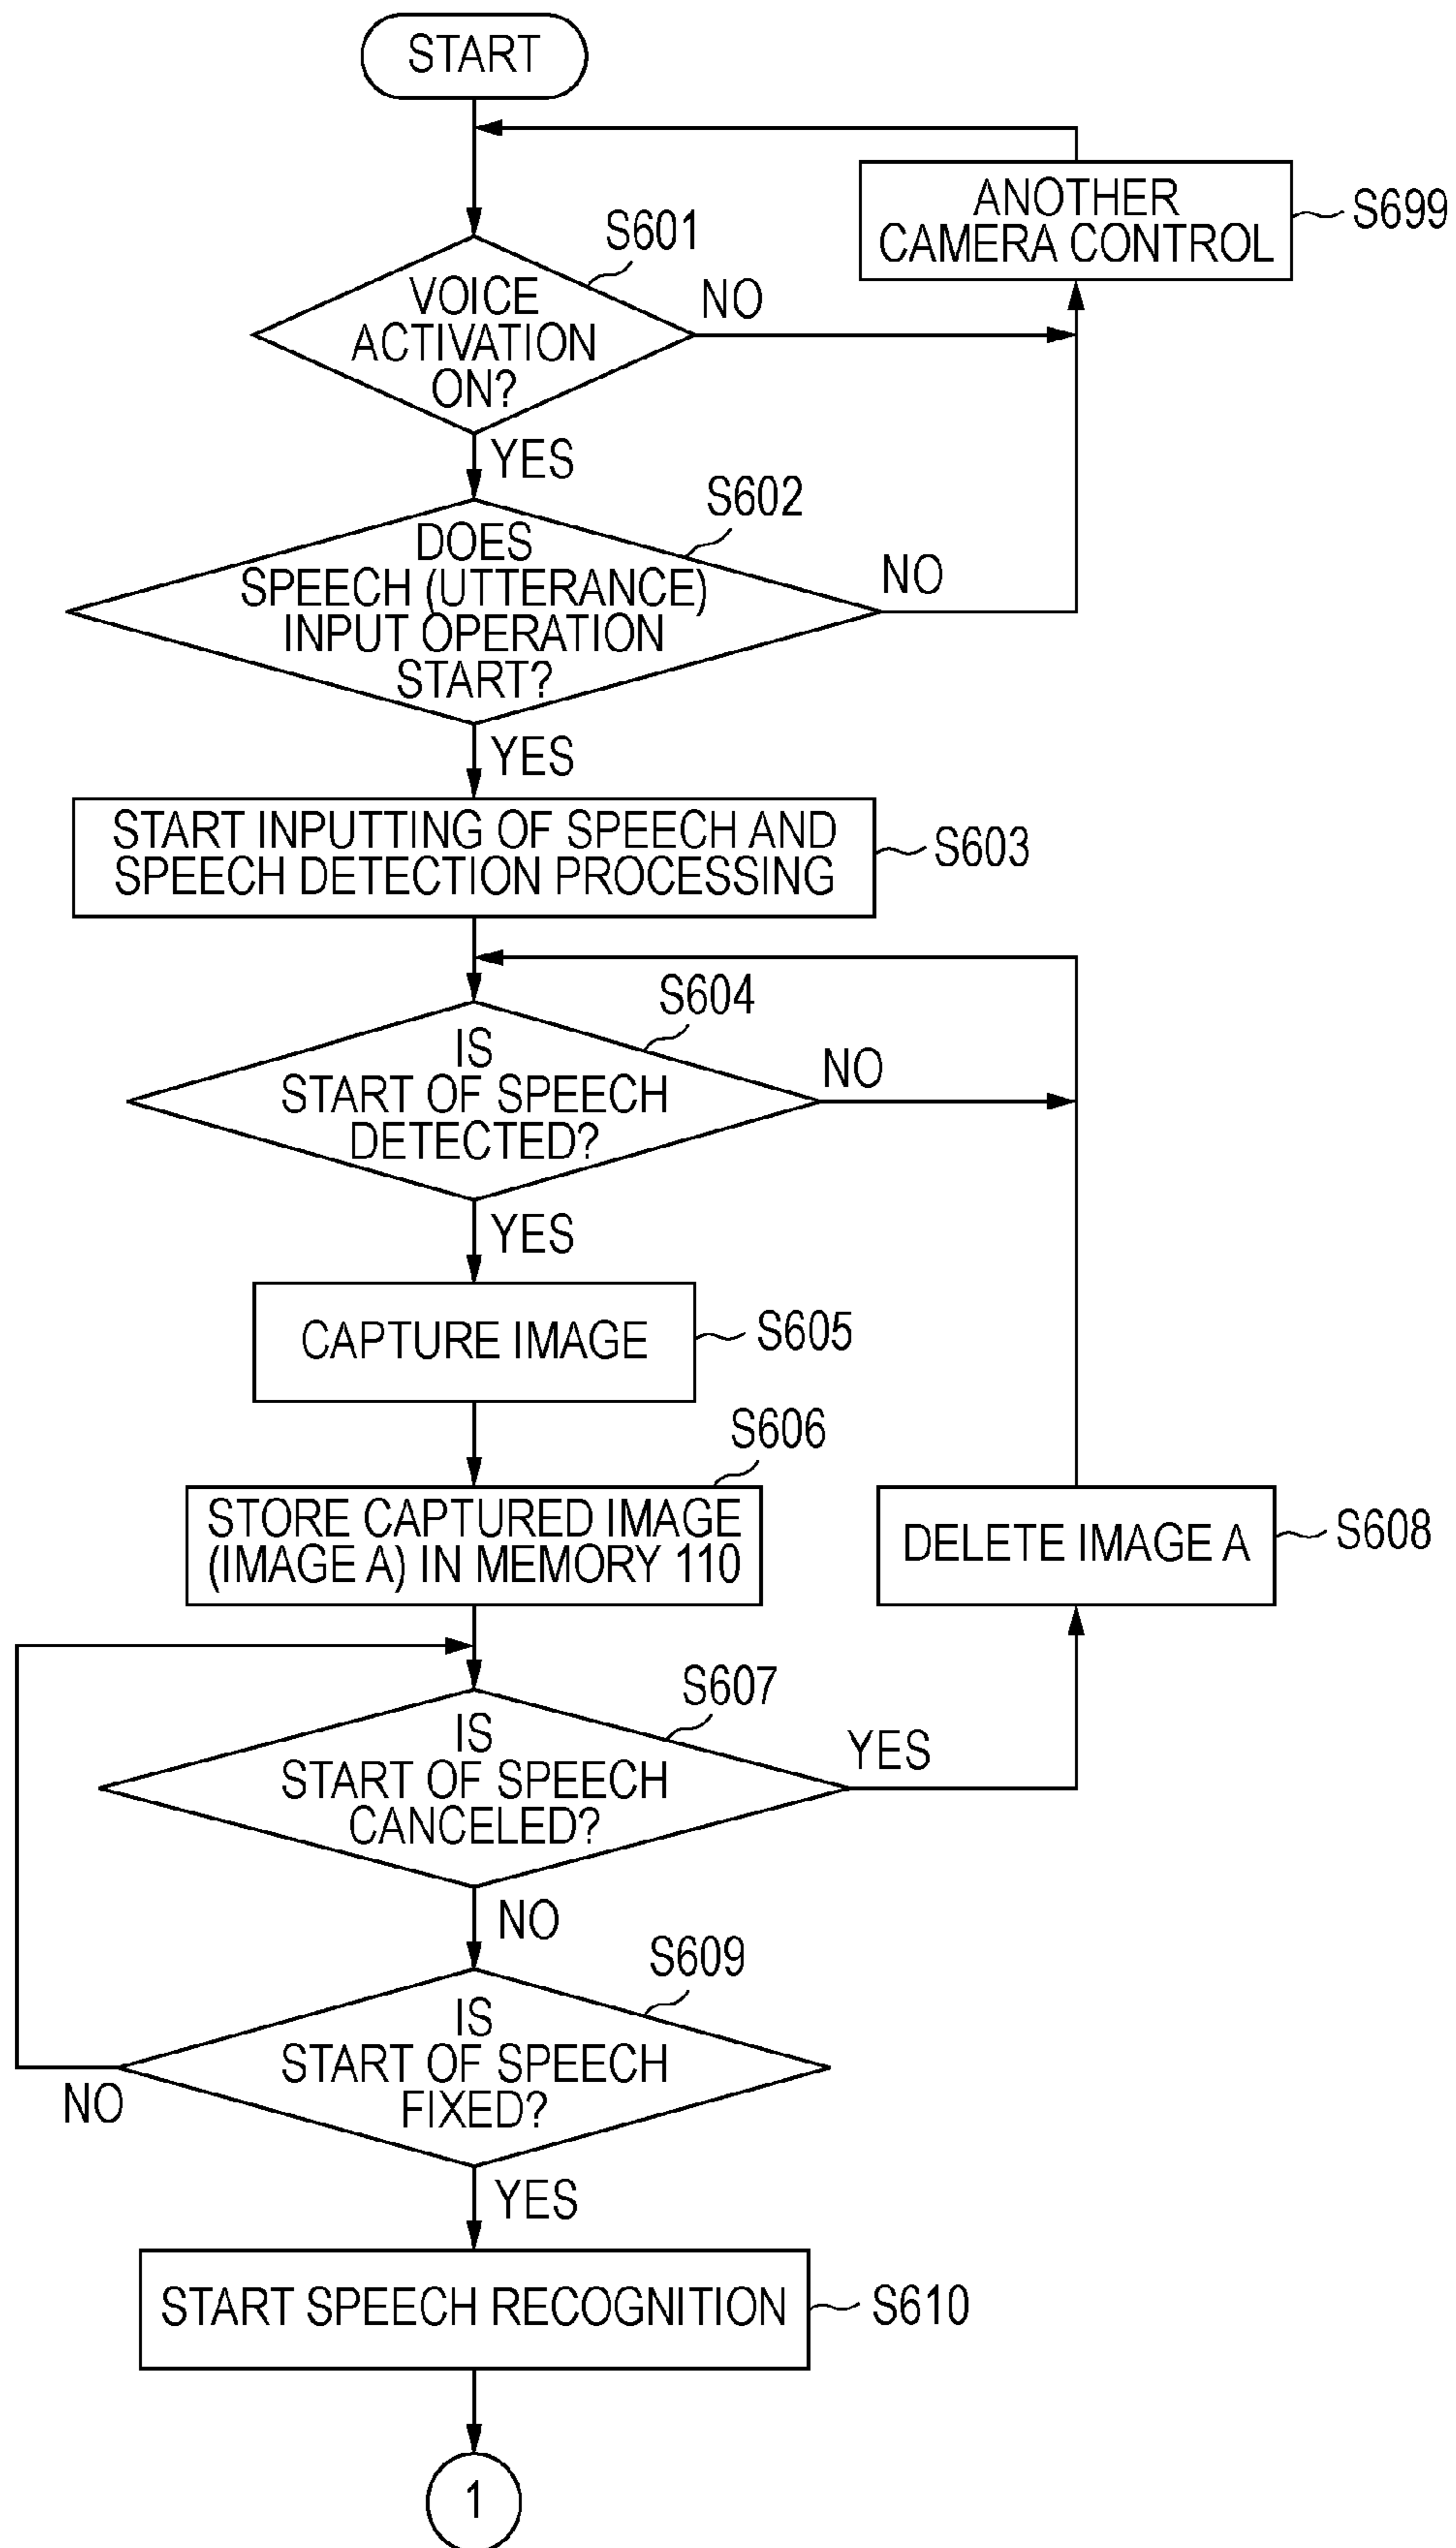 START
ANOTHER
CAMERA CONTROL
S699
S601
VOICE
ACTIVATION
ON?
NO
YES
S602
DOES
SPEECH (UTTERANCE)
INPUT OPERATION
START?
NO
YES
START INPUTTING OF SPEECH AND
SPEECH DETECTION PROCESSING
S603
S604
IS
START OF SPEECH
DETECTED?
NO
YES
CAPTURE IMAGE
S605
S606
STORE CAPTURED IMAGE
(IMAGE A) IN MEMORY 110
DELETE IMAGE A
S608
S607
IS
START OF SPEECH
CANCELED?
YES
NO
S609
IS
START OF SPEECH
FIXED?
NO
YES
START SPEECH RECOGNITION
S610
1